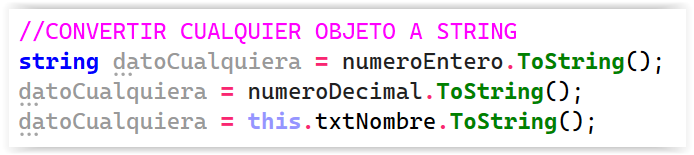 //CONVERTIR CUALQUIER OBJETO A STRING
string datoCualquiera = numeroEntero.ToString();
datoCualquiera = numeroDecimal.ToString();
datoCualquiera = this.txtNombre.ToString();